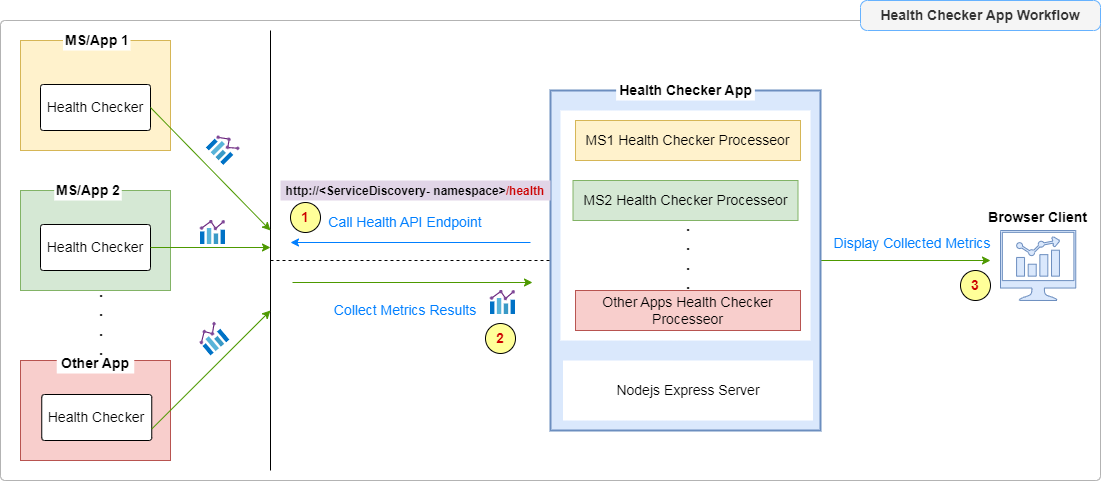 Health Checker App Workflow
MS/App 1
Health Checker
MS/App 2
Health Checker
Other App
Health Checker
http://<ServiceDiscovery- namespace>/health
1
Call Health API Endpoint
Collect Metrics Results
2
Health Checker App
MS1 Health Checker Processeor
MS2 Health Checker Processeor
Other Apps Health Checker
Processeor
Nodejs Express Server
Display Collected Metrics
Browser Client
3